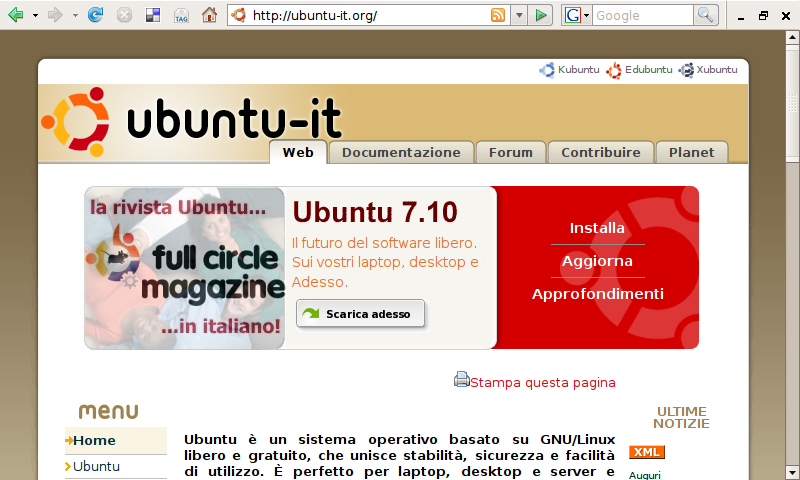 http://ubuntu-it.org/
Google
TAG
Kubuntu Edubuntu Xubuntu
ubuntu-it
Web Documentazione Forum Contribuire Planet
la rivista Ubuntu...
full circle
magazine
...in italiano!
Ubuntu 7.10
Il futuro del software libero.
Sui vostri laptop, desktop e
Adesso.
Scarica adesso
Installa
Aggiorna
Approfondimenti
Stampa questa pagina
menu
Home
Ubuntu
Ubuntu è un sistema operativo basato su GNU/Linux
libero e gratuito, che unisce stabilità, sicurezza e facilità
di utilizzo. È perfetto per laptop, desktop e server e
ULTIME
NOTIZIE
XML
Auguri